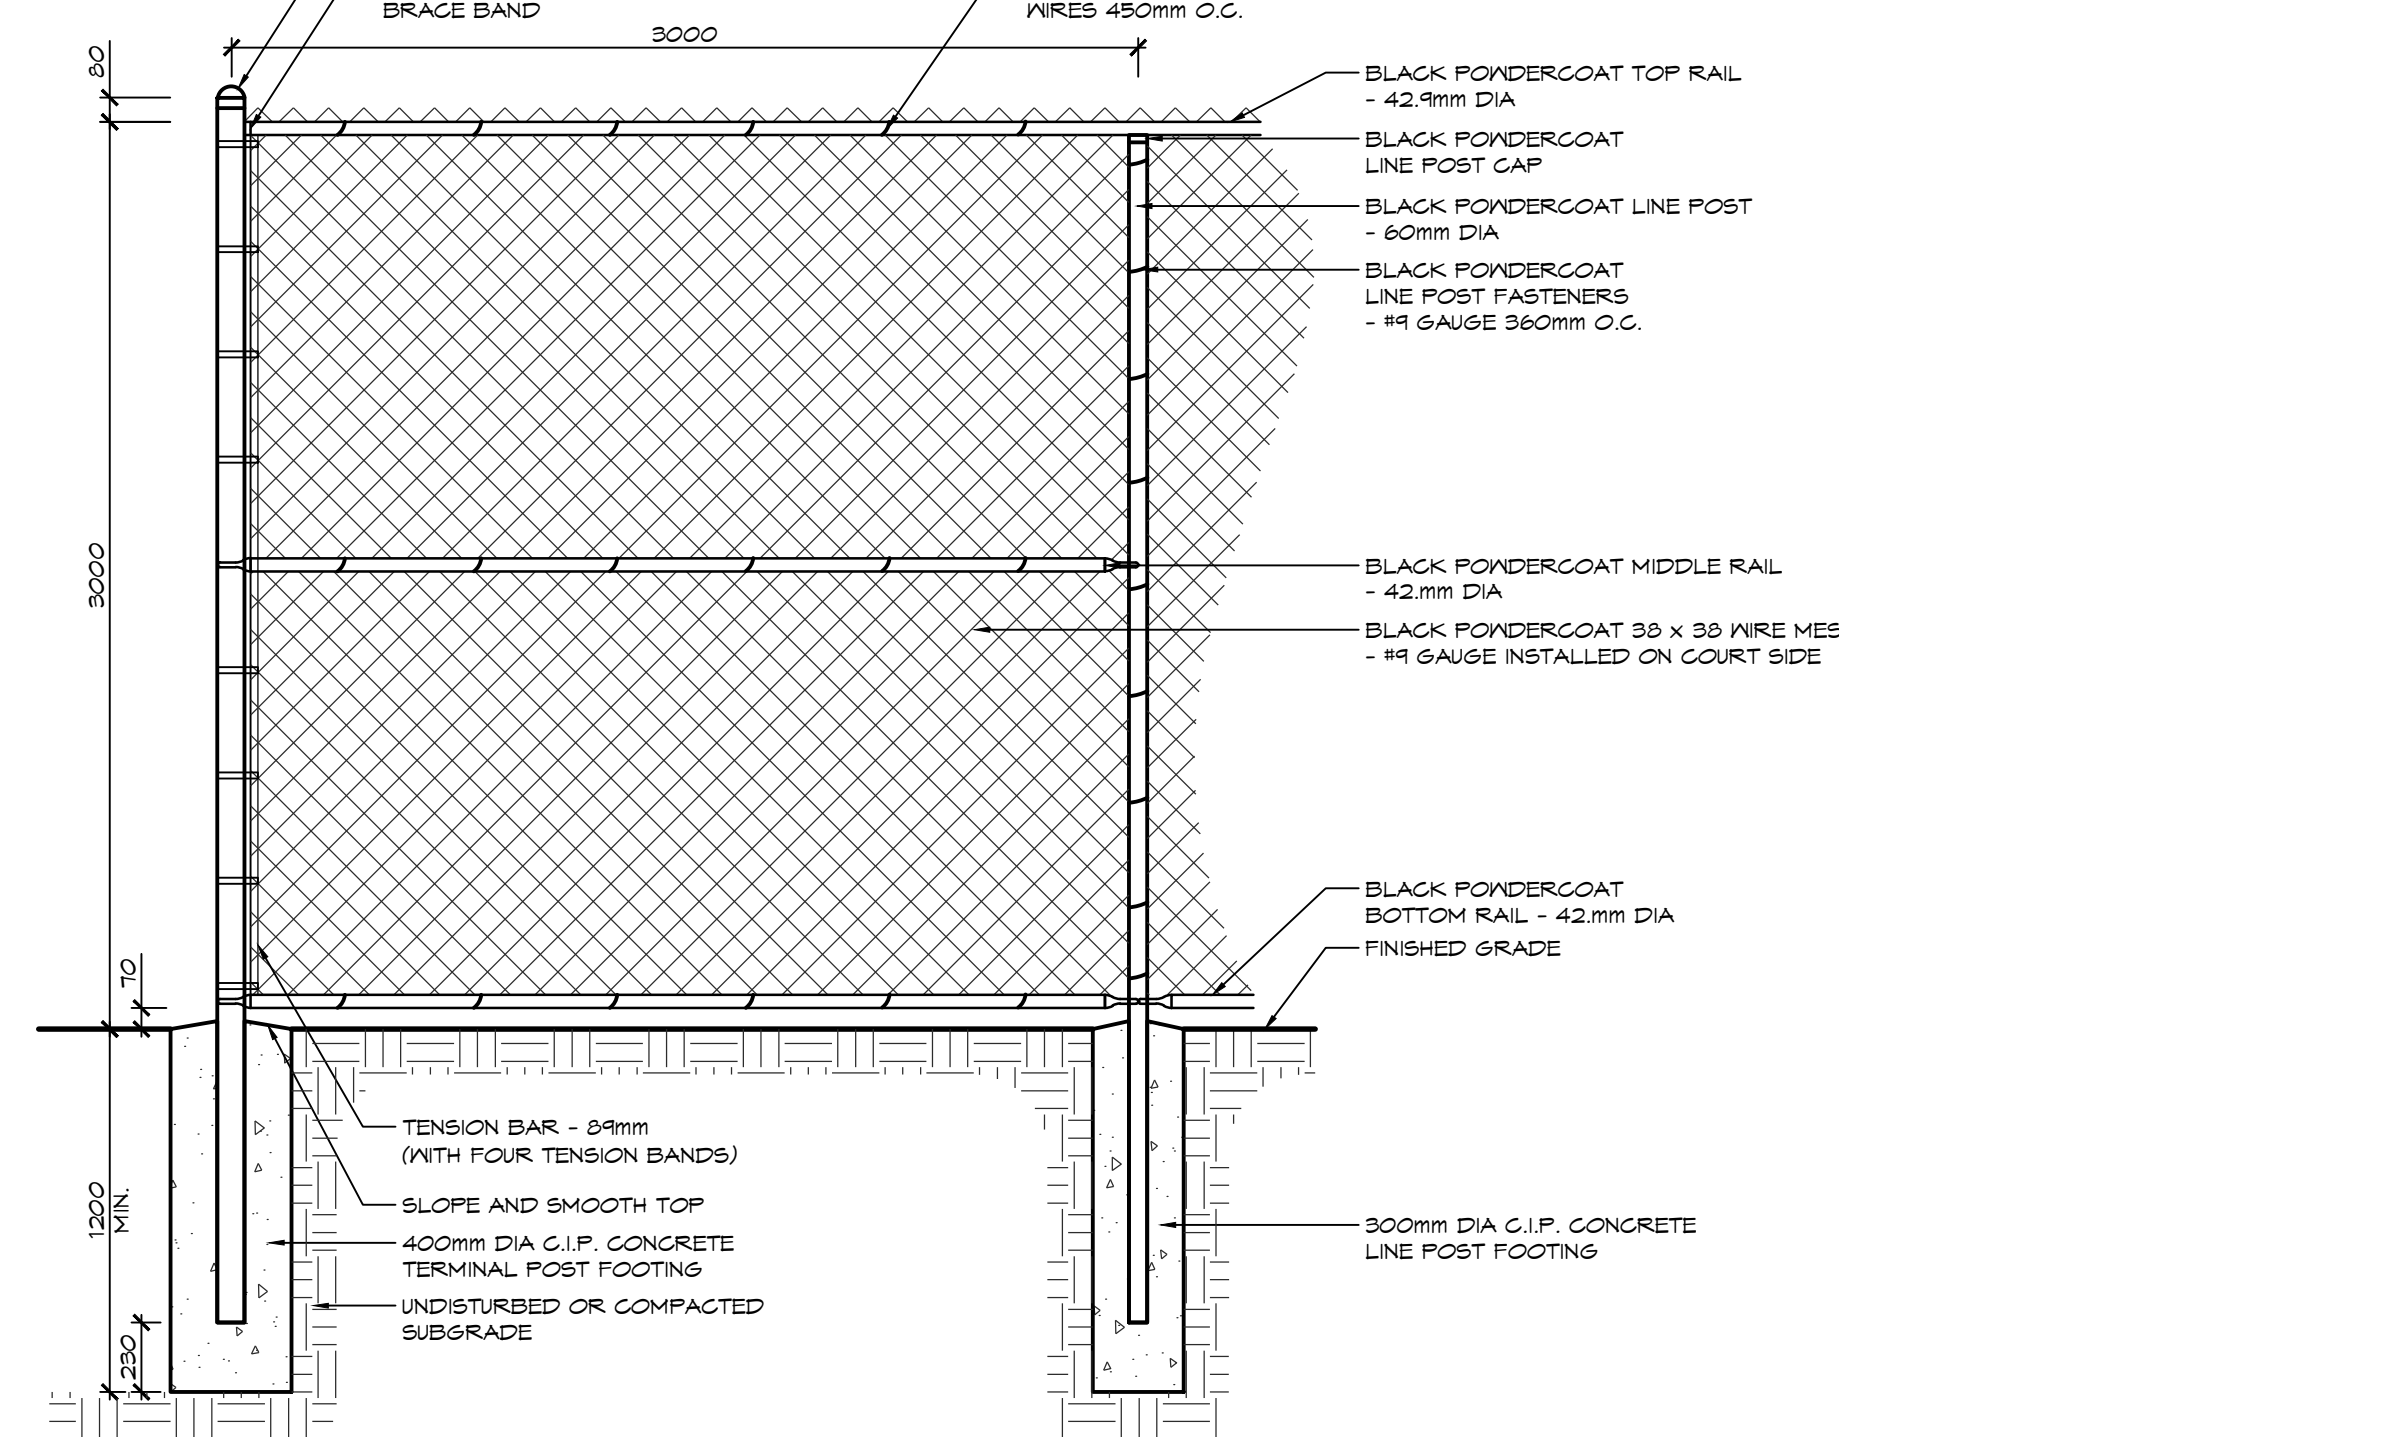 BRACE BAND
WIRES 450mm O.C.
3000
80
BLACK POWDERCOAT TOP RAIL
- 42.9mm DIA
BLACK POWDERCOAT
LINE POST CAP
BLACK POWDERCOAT LINE POST
- 60mm DIA
BLACK POWDERCOAT
LINE POST FASTENERS
- #9 GAUGE 360mm O.C.
3000
BLACK POWDERCOAT MIDDLE RAIL
- 42.mm DIA
BLACK POWDERCOAT 38 x 38 WIRE MES
- #9 GAUGE INSTALLED ON COURT SIDE
BLACK POWDERCOAT
BOTTOM RAIL - 42.mm DIA
FINISHED GRADE
70
TENSION BAR - 89mm
(WITH FOUR TENSION BANDS)
SLOPE AND SMOOTH TOP
400mm DIA C.I.P. CONCRETE
TERMINAL POST FOOTING
UNDISTURBED OR COMPACTED
SUBGRADE
1200
MIN.
230
300mm DIA C.I.P. CONCRETE
LINE POST FOOTING